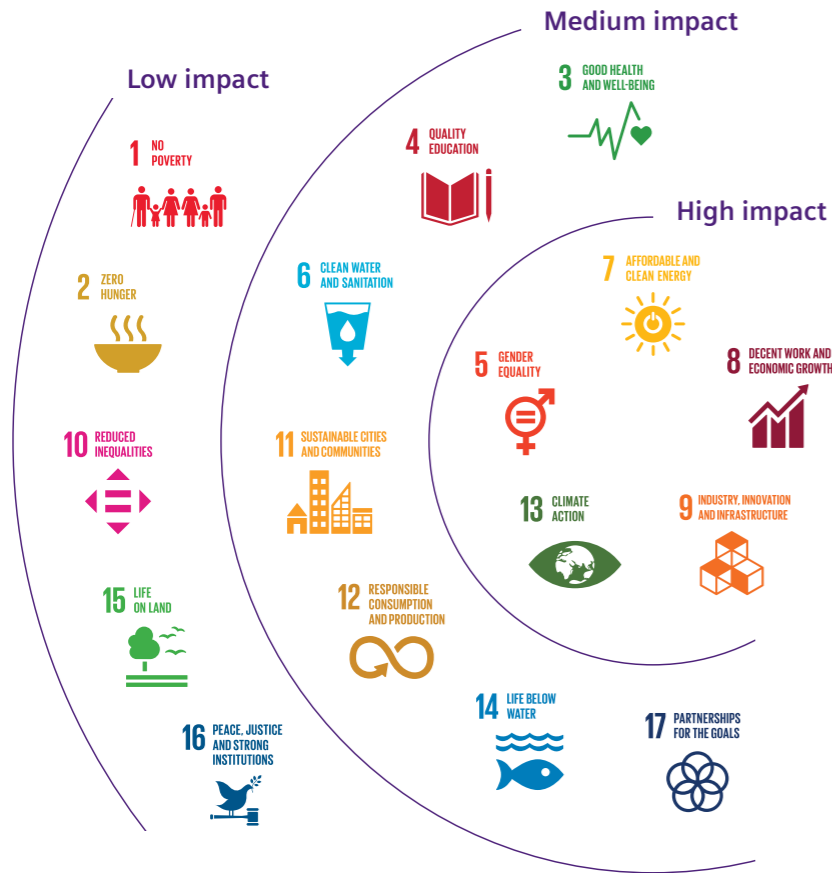 Medium impact
Low impact
3 GOOD HEALTH
AND WELL-BEING
1 NO
POVERTY
4 QUALITY
EDUCATION
High impact
2 ZERO
HUNGER
6 CLEAN WATER
AND SANITATION
7 AFFORDABLE AND
CLEAN ENERGY
5 GENDER
EQUALITY
8 DECENT WORK AND
ECONOMIC GROWTH
10 REDUCED
INEQUALITIES
11 SUSTAINABLE CITIES
AND COMMUNITIES
13 CLIMATE
ACTION
9 INDUSTRY, INNOVATION
AND INFRASTRUCTURE
15 LIFE
ON LAND
12 RESPONSIBLE
CONSUMPTION
AND PRODUCTION
14 LIFE BELOW
WATER
17 PARTNERSHIPS
FOR THE GOALS
16 PEACE, JUSTICE
AND STRONG
INSTITUTIONS